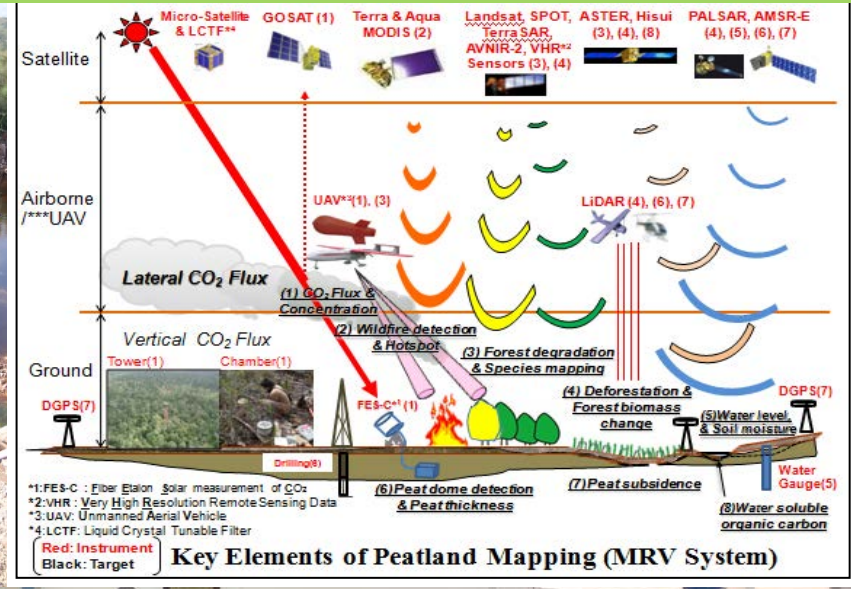 Micro-Satellite
& LCTF*⁴
GOSAT (1)
Terra & Aqua
MODIS (2)
Landsat, SPOT,
TerraSAR,
AVNIR-2, VHR*²
Sensors (3), (4)
ASTER, Hisui
(3), (4), (8)
PALSAR, AMSR-E
(4), (5), (6), (7)
Satellite
Airborne
/***UAV
UAV*³(1), (3)
LiDAR (4), (6), (7)
Lateral CO₂ Flux
(1) CO₂ Flux &
Concentration
(2) Wildfire detection
& Hotspot
(3) Forest degradation
& Species mapping
(4) Deforestation &
Forest biomass
change
(5)Water level,
& Soil moisture
Ground
Vertical CO₂ Flux
Tower(1)
Chamber(1)
DGPS(7)
FES-C*¹ (1)
DGPS(7)
Drilling(6)
(6)Peat dome detection
& Peat thickness
(7) Peat subsidence
Water
Gauge(5)
(8)Water soluble
organic carbon
*1:FES-C : Fiber Etalon Solar measurement of CO₂
*2:VHR : Very High Resolution Remote Sensing Data
*3:UAV: Unmanned Aerial Vehicle
*4:LCTF: Liquid Crystal Tunable Filter
Red: Instrument
Black: Target
Key Elements of Peatland Mapping (MRV System)